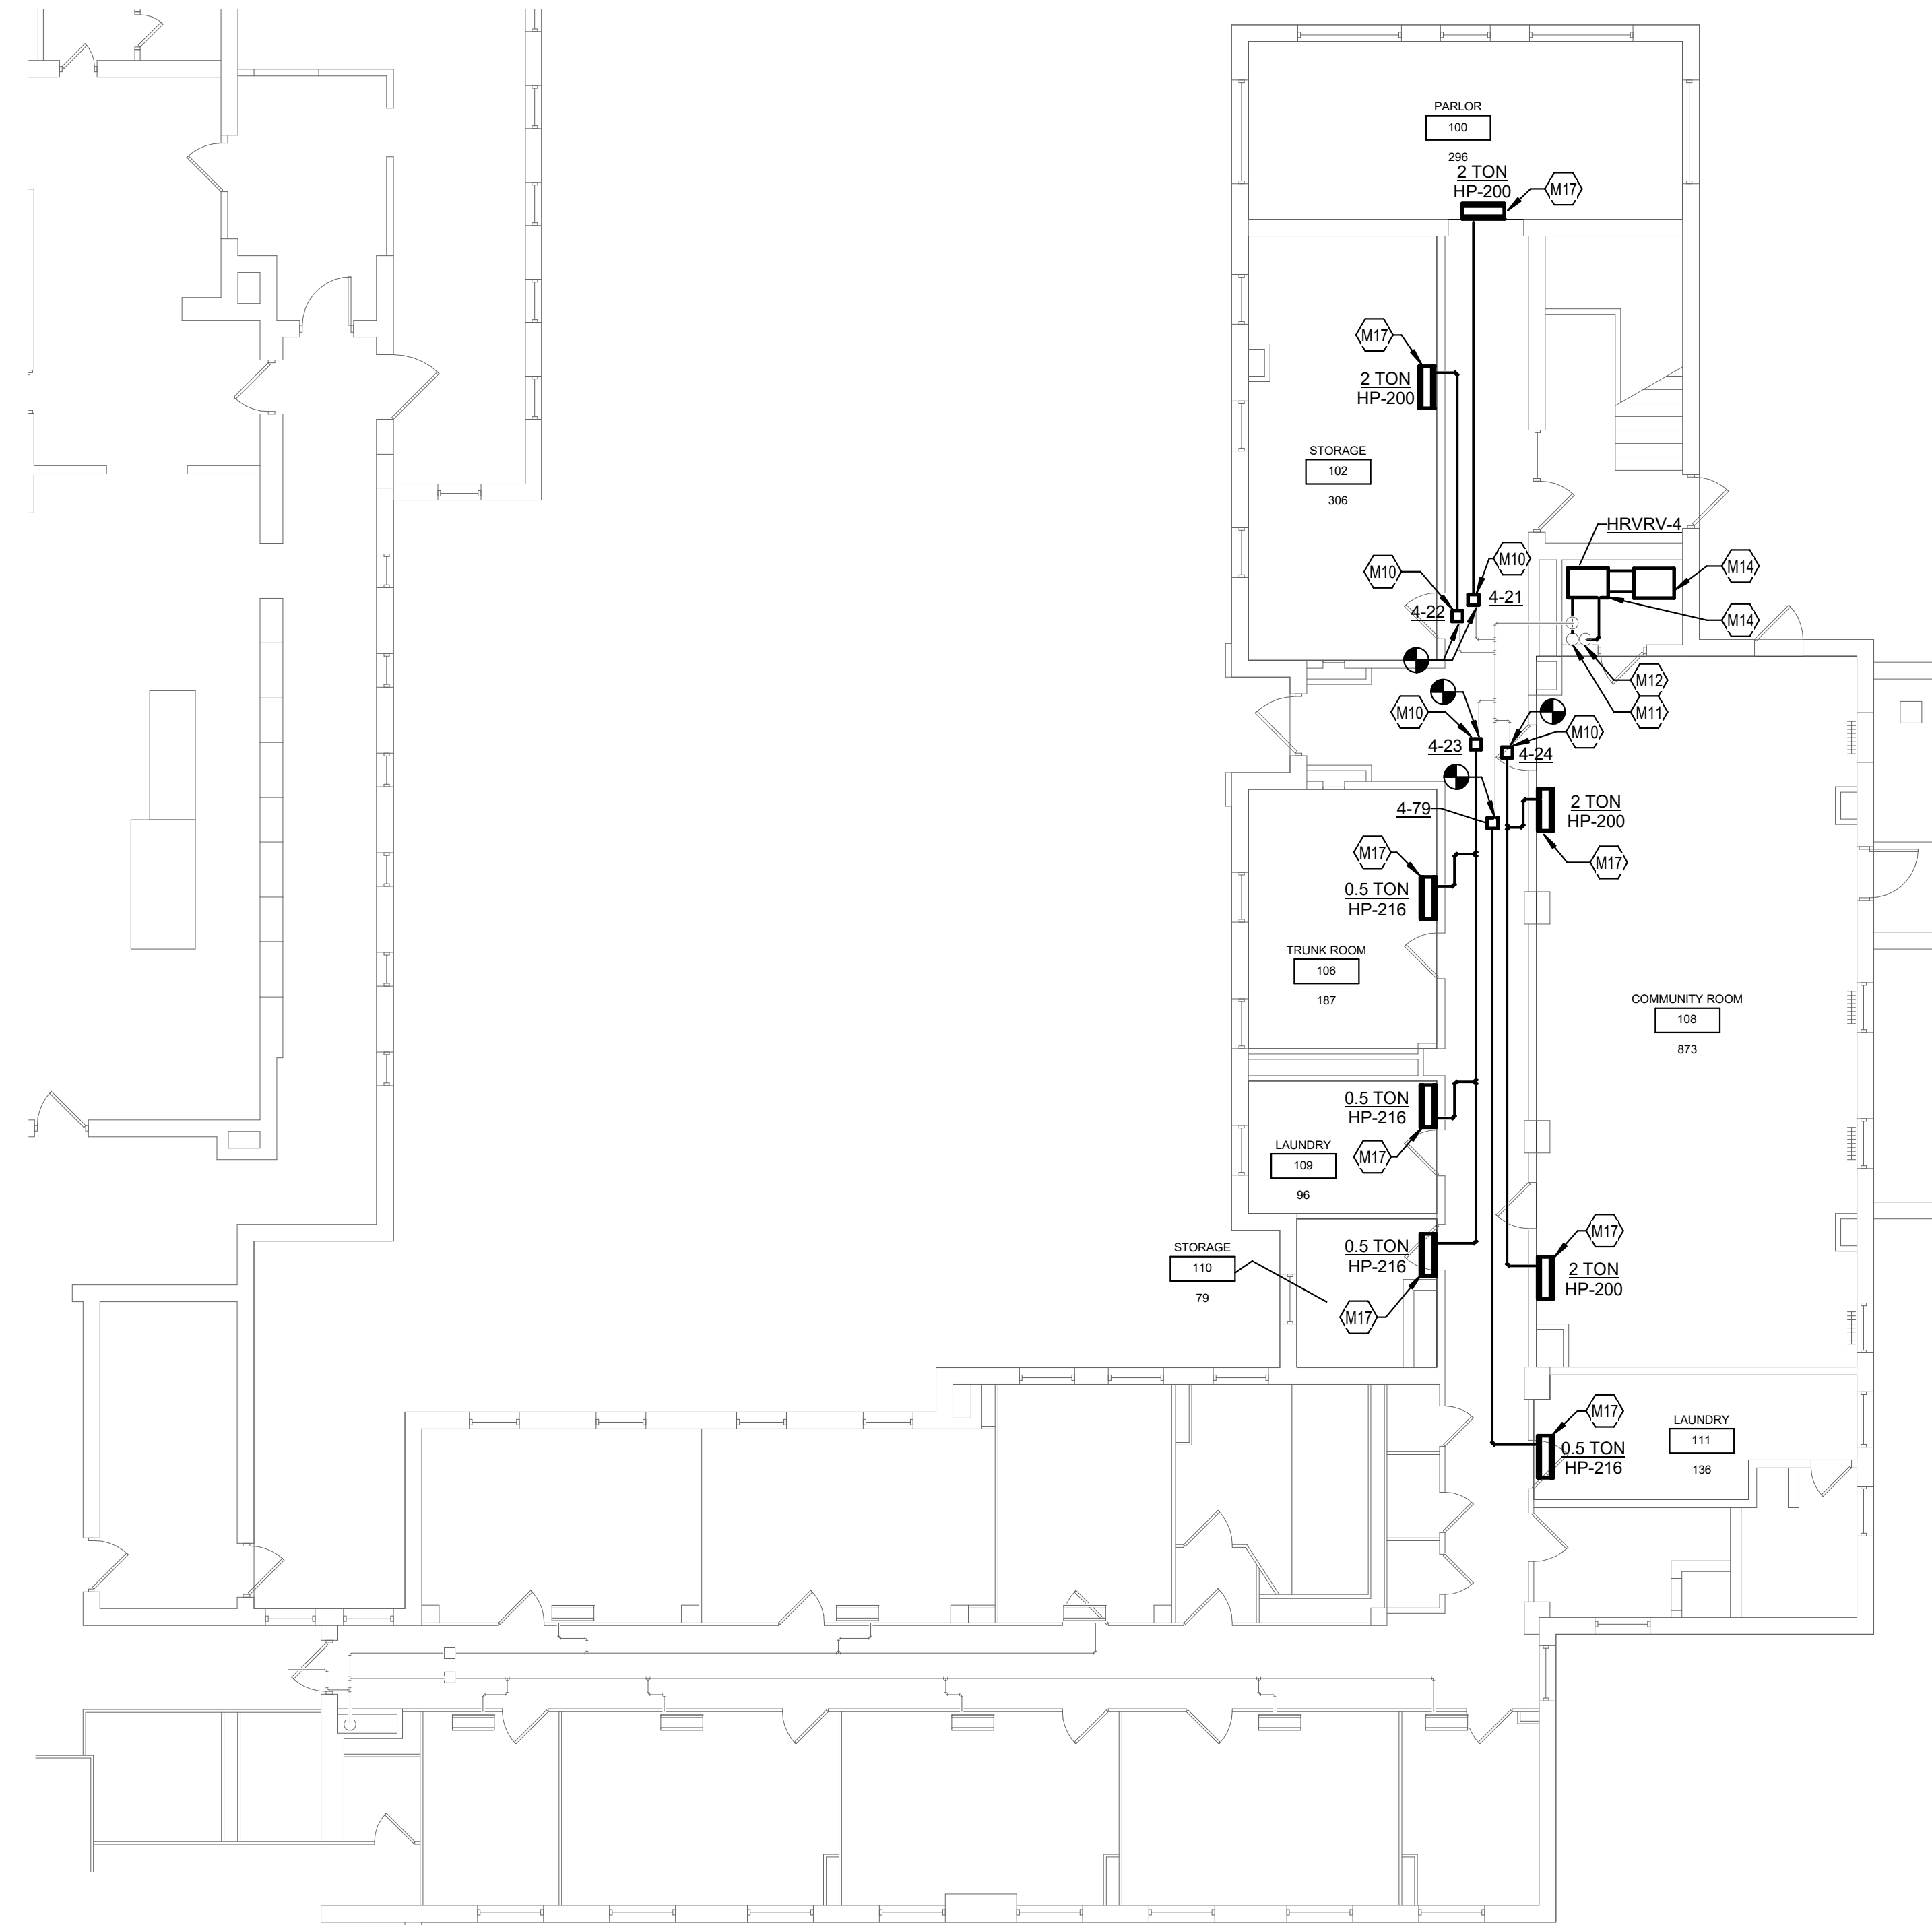 PARLOR
100
296
2 TON
HP-200
M17
M17
2 TON
HP-200
STORAGE
102
306
HRVRV-4
M10
M10
M14
4-22
4-21
M14
M12
M10
M11
M10
4-23
4-24
4-79
2 TON
HP-200
M17
M17
0.5 TON
HP-216
TRUNK ROOM
106
187
COMMUNITY ROOM
108
873
0.5 TON
HP-216
LAUNDRY
109
96
M17
M17
STORAGE
110
79
0.5 TON
HP-216
2 TON
HP-200
M17
M17
LAUNDRY
111
136
0.5 TON
HP-216